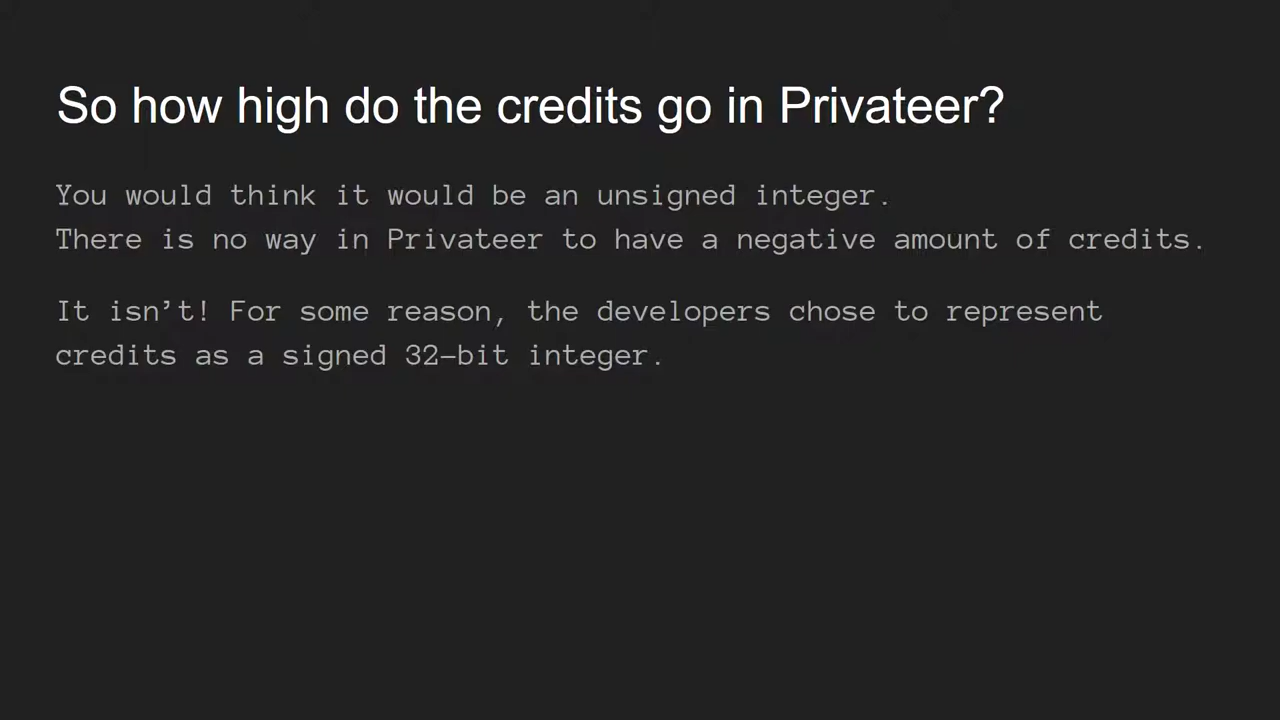 So how high do the credits go in Privateer?
You would think it would be an unsigned integer.
There is no way in Privateer to have a negative amount of credits.
It isn’t! For some reason, the developers chose to represent
credits as a signed 32-bit integer.